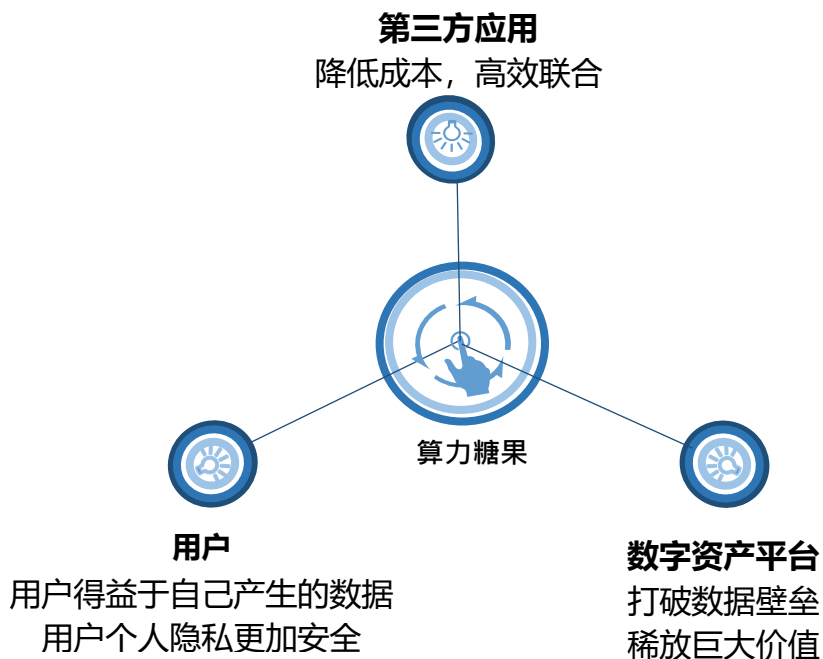 第三方应用
降低成本，高效联合
算力糖果
用户
用户得益于自己产生的数据
用户个人隐私更加安全
数字资产平台
打破数据壁垒
稀放巨大价值